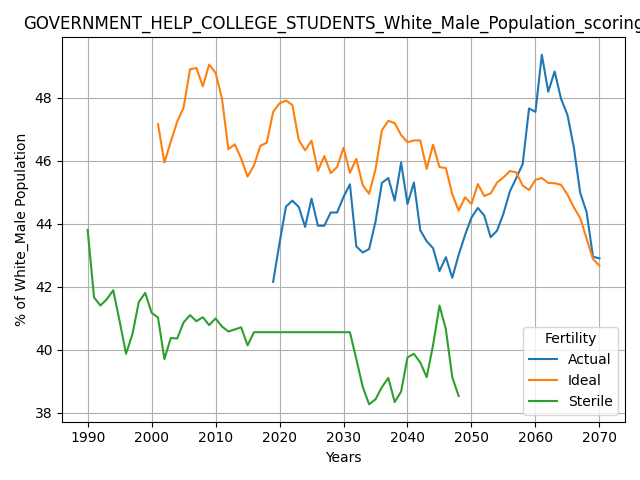 GOVERNMENT_HELP_COLLEGE_STUDENTS_White_Male_Population_scoring
% of White_Male Population
48
46
44
42
40
38
Fertility
Actual
Ideal
Sterile
1990 2000 2010 2020 2030 2040 2050 2060 2070
Years